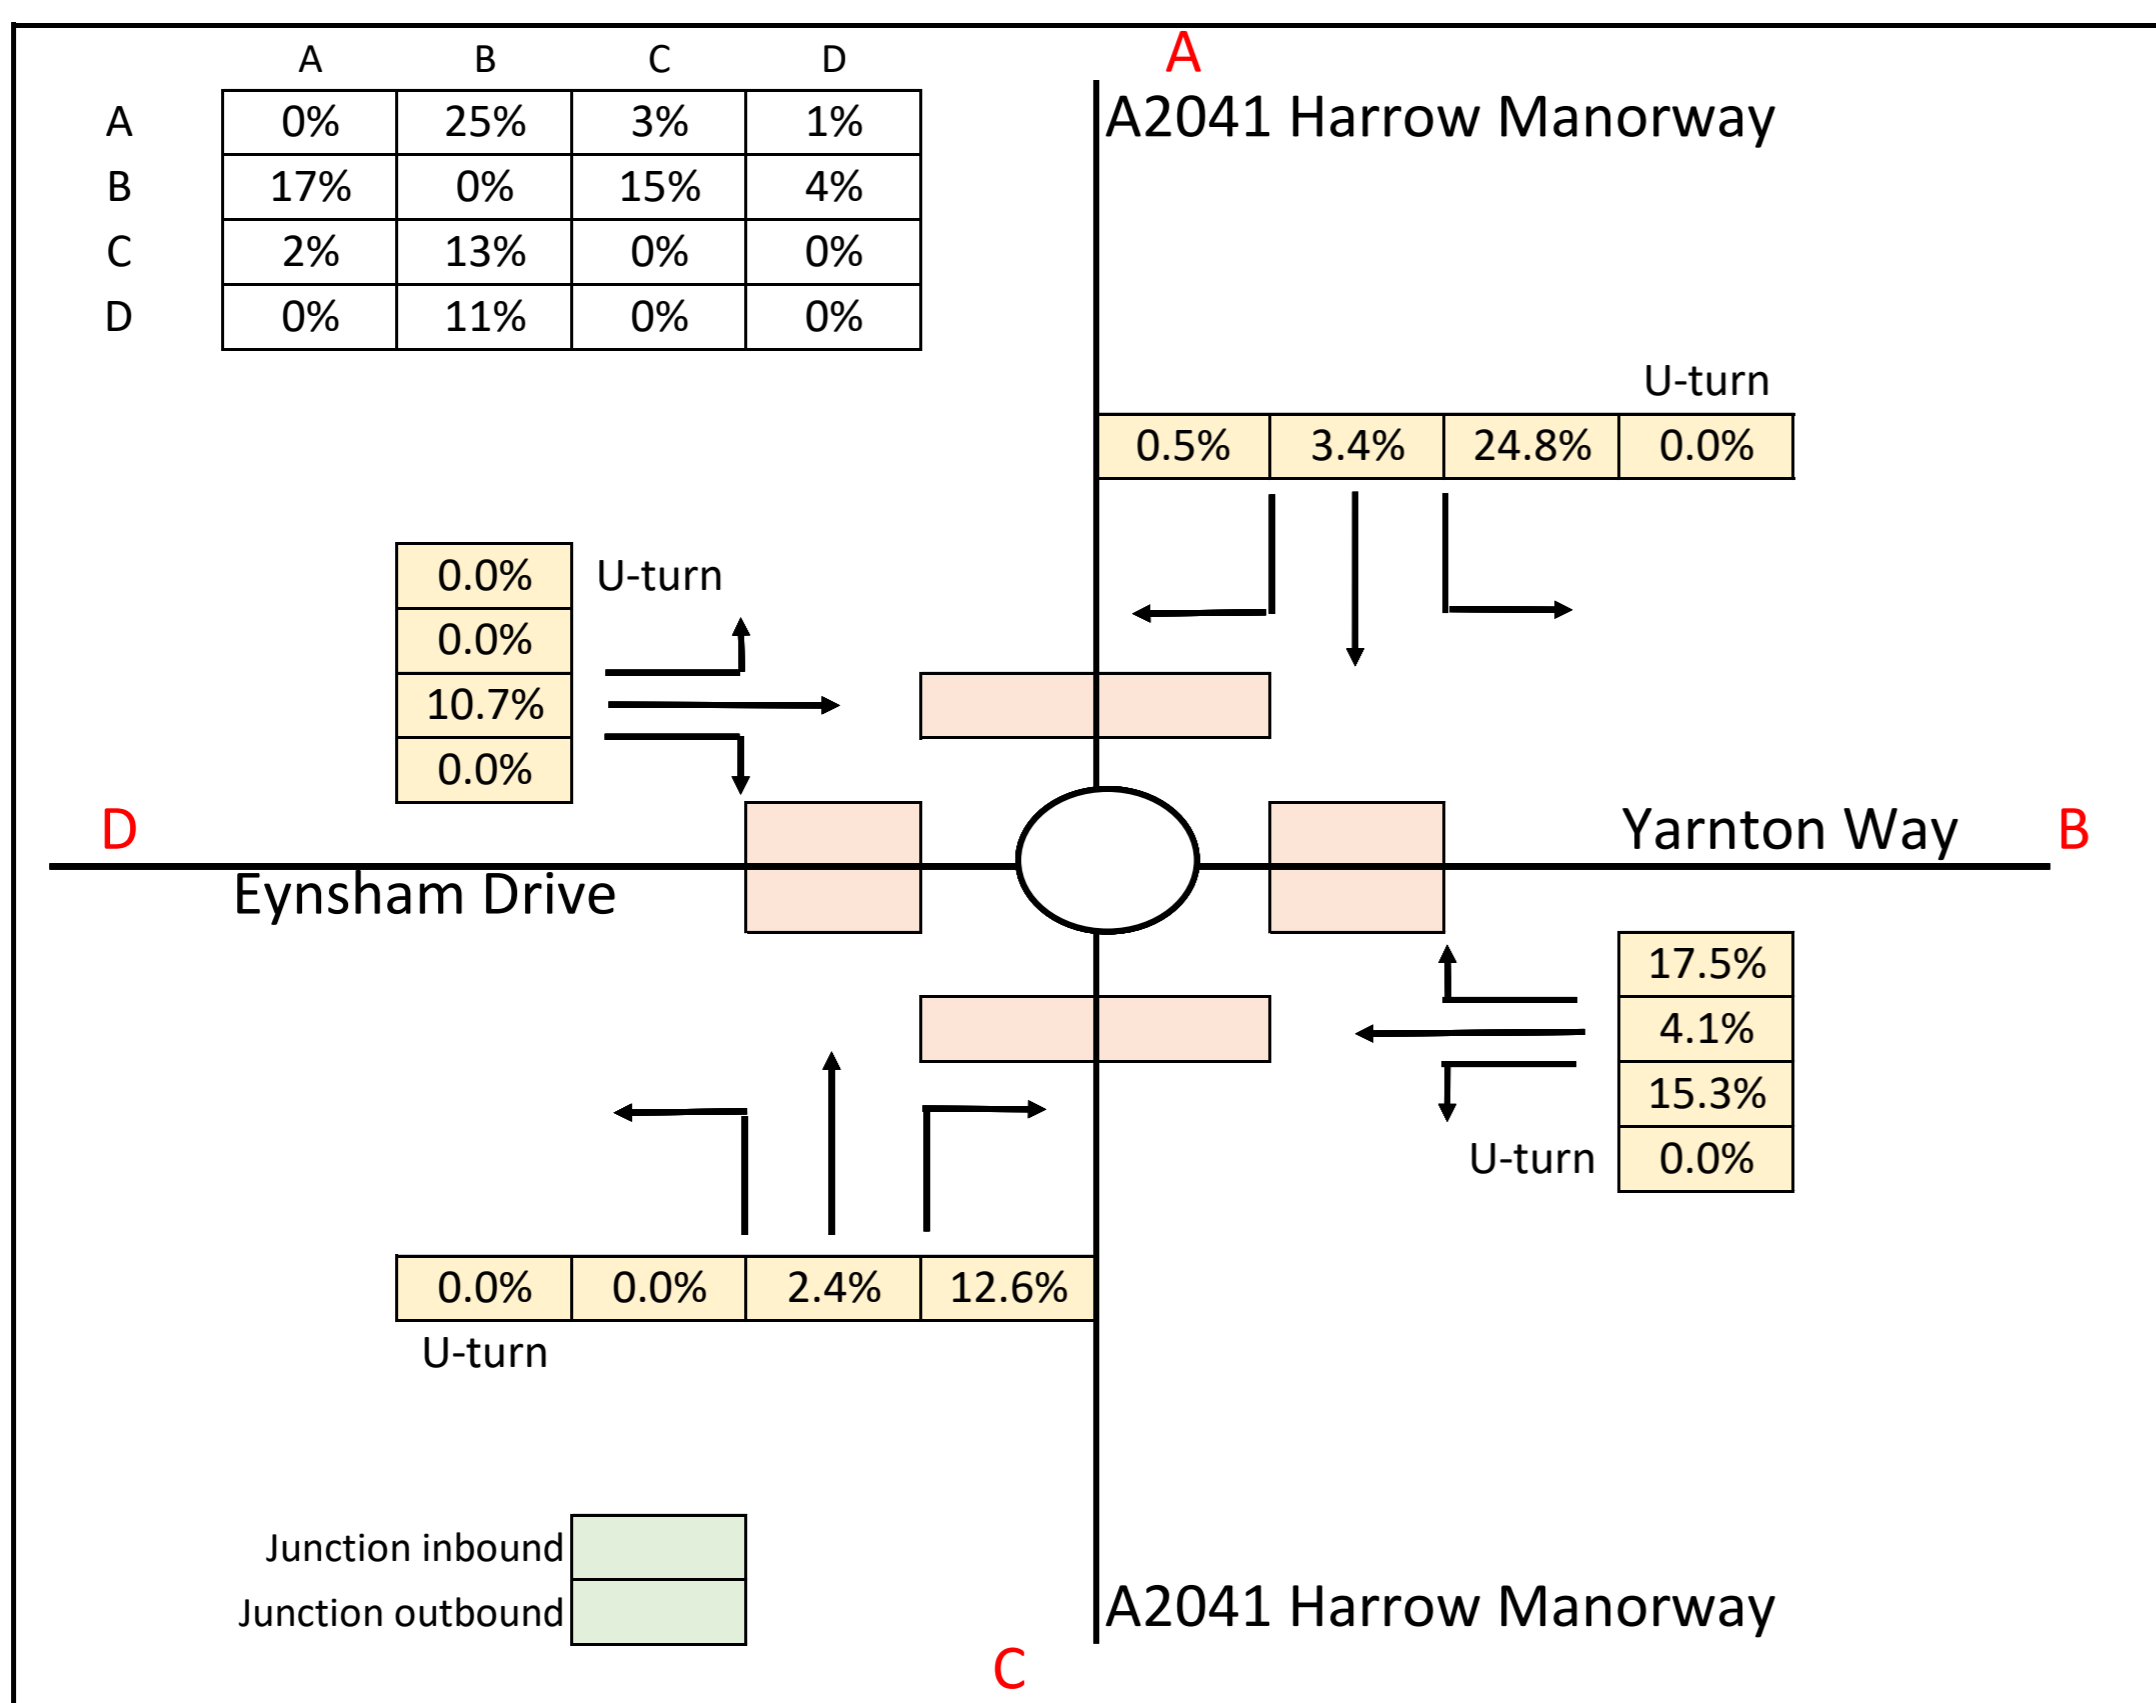 A B C D
A 0% 25% 3% 1%
B 17% 0% 15% 4%
C 2% 13% 0% 0%
D 0% 11% 0% 0%
A
A2041 Harrow Manorway
U-turn
0.5% 3.4% 24.8% 0.0%
0.0% U-turn
0.0%
10.7%
0.0%
D
Eynsham Drive
Yarnton Way B
17.5%
4.1%
15.3%
U-turn 0.0%
0.0% 0.0% 2.4% 12.6%
U-turn
Junction inbound
Junction outbound
A2041 Harrow Manorway
C